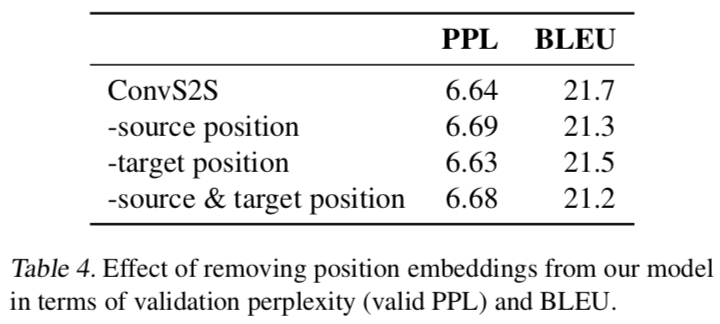 PPL BLEU
ConvS2S 6.64 21.7
-source position 6.69 21.3
-target position 6.63 21.5
-source & target position 6.68 21.2
Table 4. Effect of removing position embeddings from our model
in terms of validation perplexity (valid PPL) and BLEU.